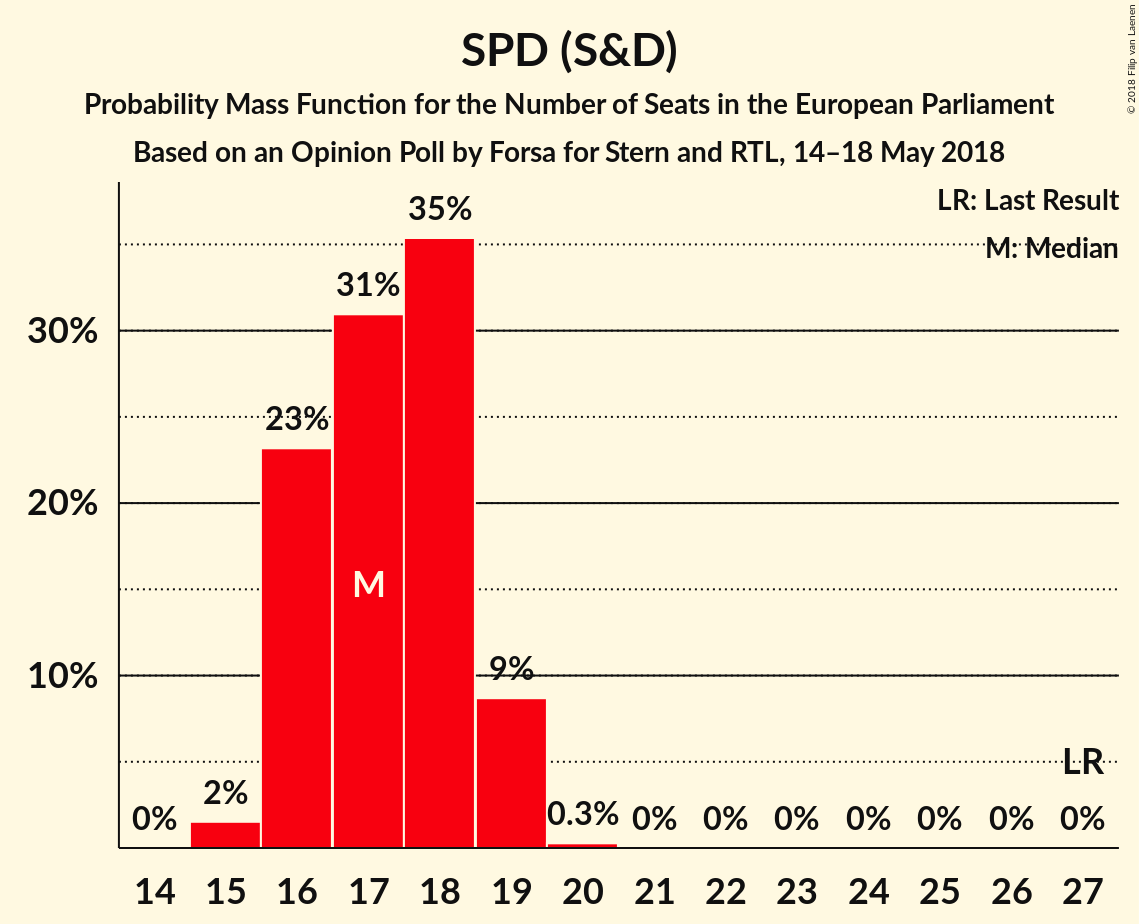 SPD (S&D)
Probability Mass Function for the Number of Seats in the European Parliament
Based on an Opinion Poll by Forsa for Stern and RTL, 14–18 May 2018
© 2018 Filip van Laenen
LR: Last Result
M: Median
35%
31%
30%
23%
20%
M
10%
9%
LR
0%
2%
0.3%
0%
0%
0%
0%
0%
0%
0%
14 15 16 17 18 19 20 21 22 23 24 25 26 27